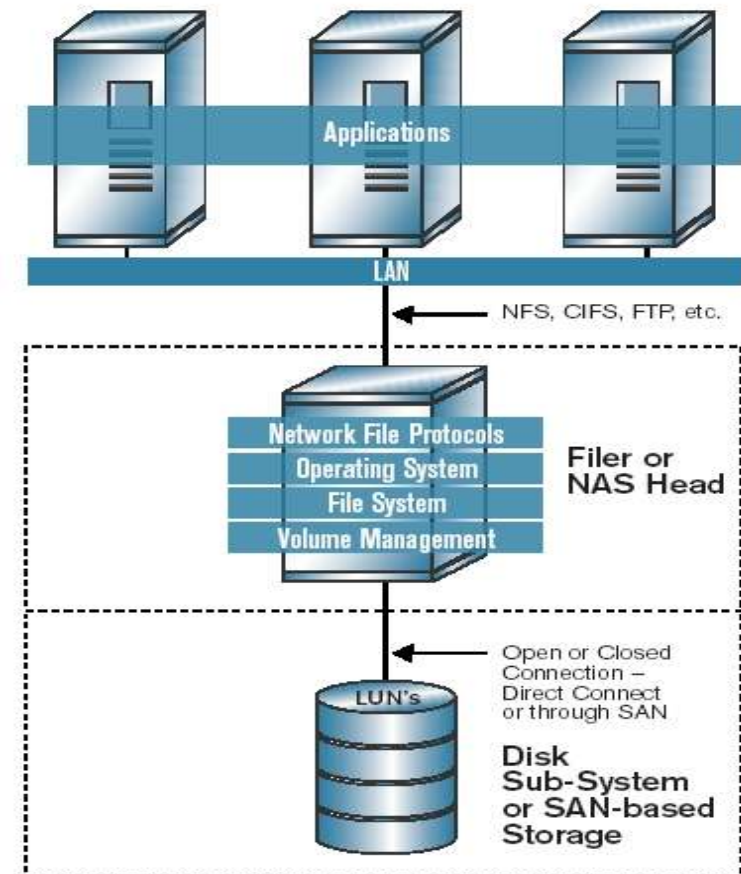 Applications
LAN
NFS, CIFS, FTP, etc.
Network File Protocols
Operating System
File System
Volume Management
Filer or
NAS Head
Open or Closed
Connection –
Direct Connect
or through SAN
LUN's
Disk
Sub-System
or SAN-based
Storage